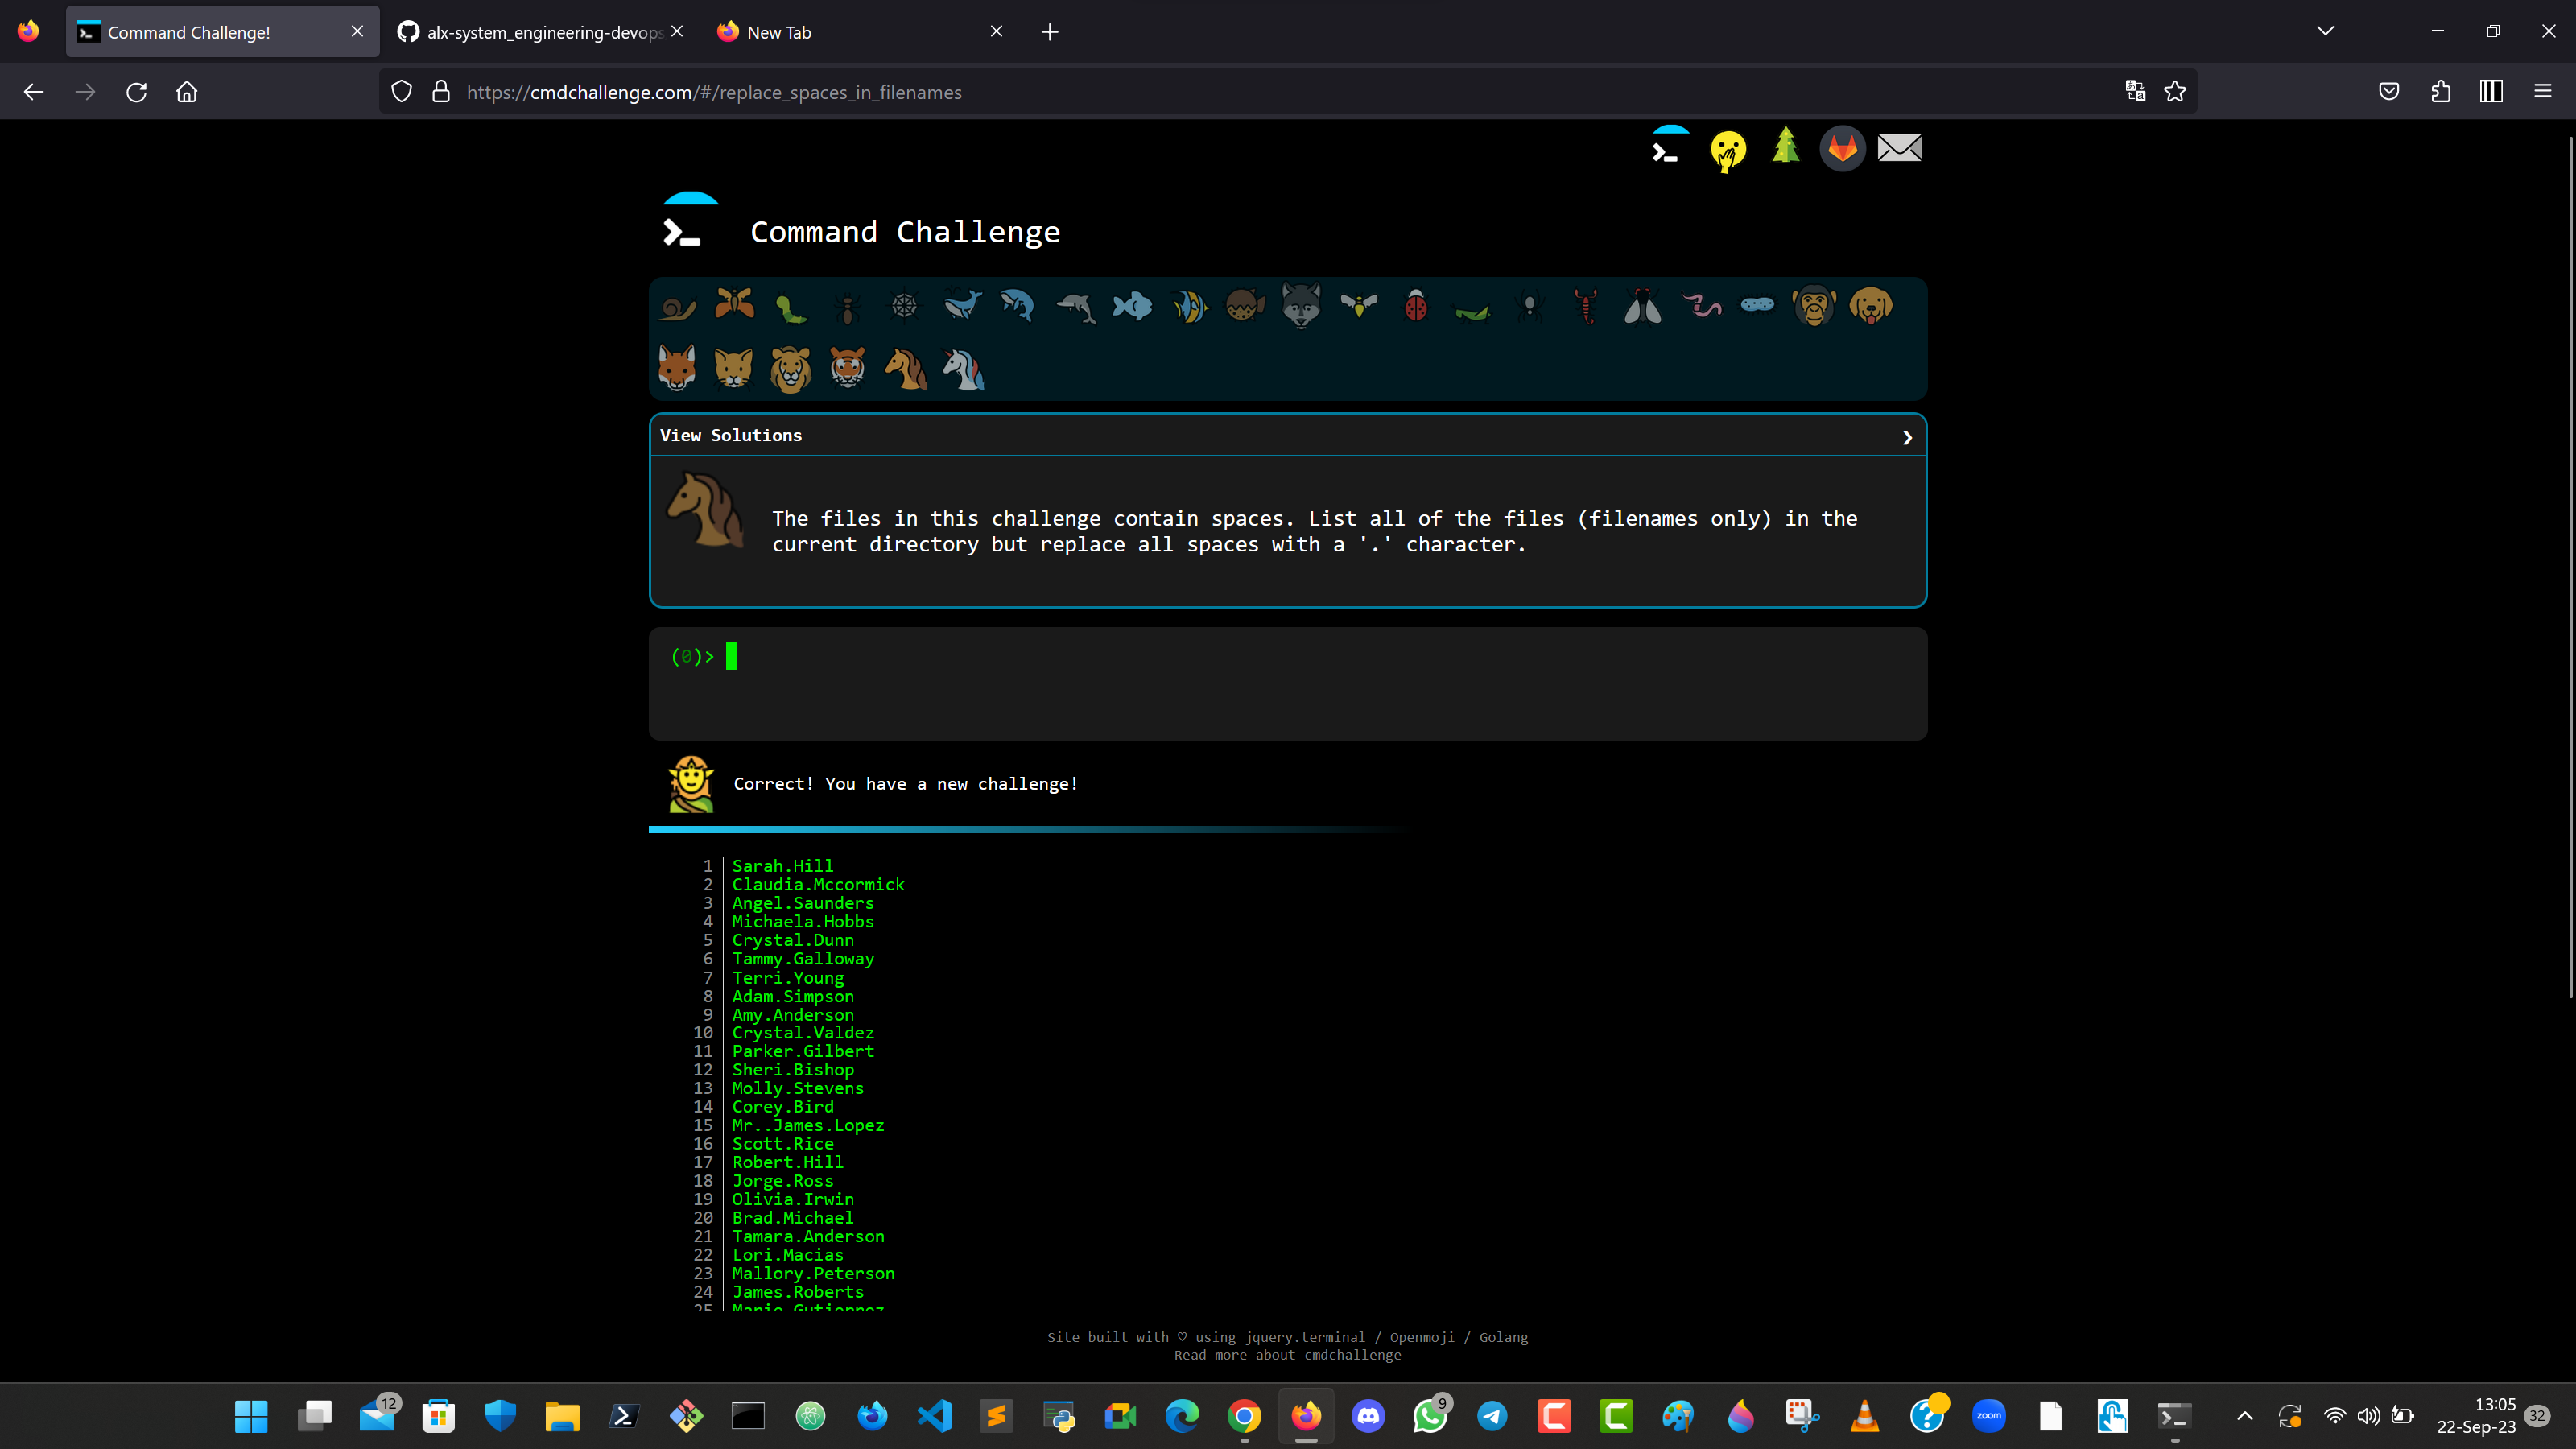 Command Challenge!
alx-system_engineering-devops
New Tab
https://cmdchallenge.com/#/replace_spaces_in_filenames
Command Challenge
View Solutions
The files in this challenge contain spaces. List all of the files (filenames only) in the
current directory but replace all spaces with a '.' character.
(0)>
Correct! You have a new challenge!
1 Sarah.Hill
2 Claudia.Mccormick
3 Angel.Saunders
4 Michaela.Hobbs
5 Crystal.Dunn
6 Tammy.Galloway
7 Terri.Young
8 Adam.Simpson
9 Amy.Anderson
10 Crystal.Valdez
11 Parker.Gilbert
12 Sheri.Bishop
13 Molly.Stevens
14 Corey.Bird
15 Mr..James.Lopez
16 Scott.Rice
17 Robert.Hill
18 Jorge.Ross
19 Olivia.Irwin
20 Brad.Michael
21 Tamara.Anderson
22 Lori.Macias
23 Mallory.Peterson
24 James.Roberts
25 Marie.Gutierrez
Site built with ♡ using jquery.terminal / Openmoji / Golang
Read more about cmdchallenge
12
9
zoom
13:05
22-Sep-23
32